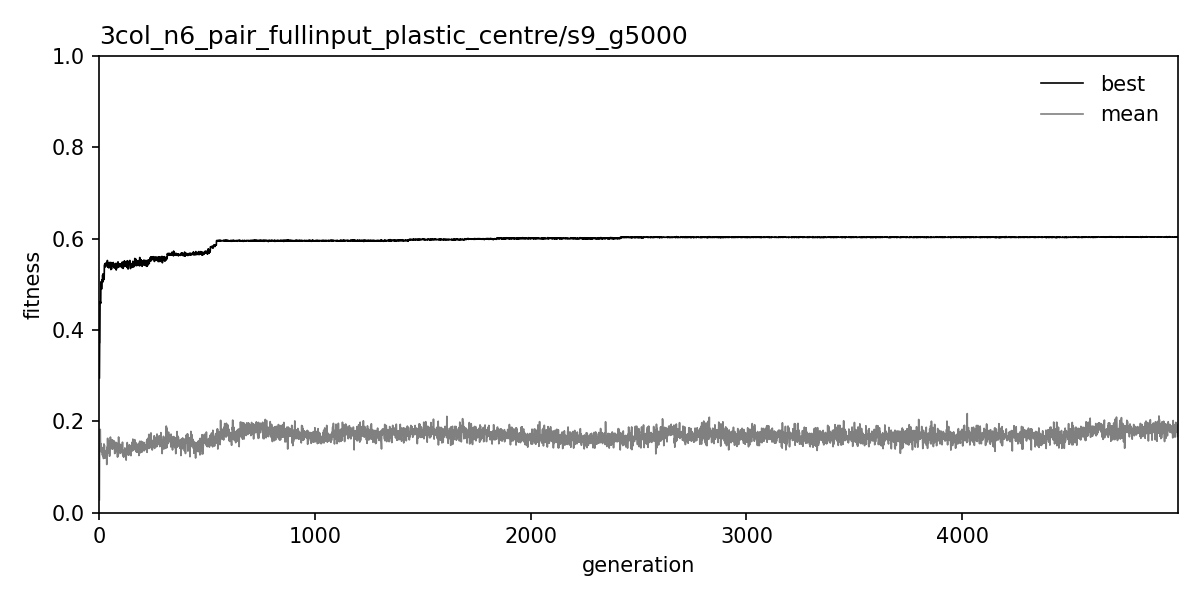 3col_n6_pair_fullinput_plastic_centre/s9_g5000
1.0
0.8
0.6
0.4
0.2
0.0
fitness
best
mean
0 1000 2000 3000 4000
generation